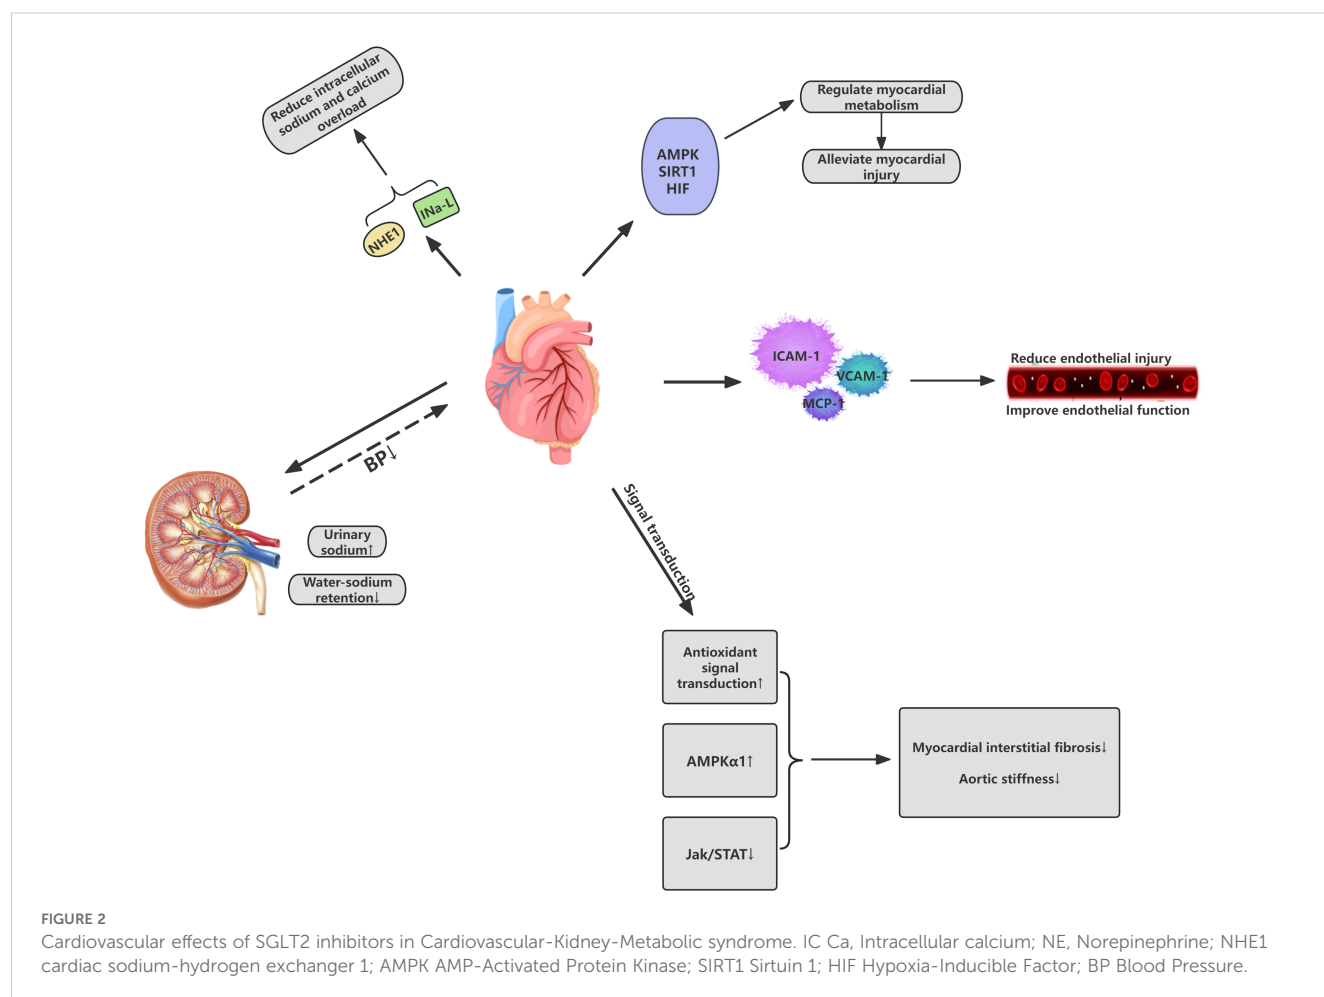 Reduce intracellular
sodium and calcium
overload
INa-L
NHE1
AMPK
SIRT1
HIF
Regulate myocardial
metabolism
Alleviate myocardial
injury
ICAM-1
VCAM-1
MCP-1
Reduce endothelial injury
Improve endothelial function
BP↓
Urinary
sodium↑
Water-sodium
retention↓
Signal transduction
Antioxidant
signal
transduction↑
AMPKα1↑
Jak/STAT↓
Myocardial interstitial fibrosis↓
Aortic stiffness↓
FIGURE 2
Cardiovascular effects of SGLT2 inhibitors in Cardiovascular-Kidney-Metabolic syndrome. IC Ca, Intracellular calcium; NE, Norepinephrine; NHE1
cardiac sodium-hydrogen exchanger 1; AMPK AMP-Activated Protein Kinase; SIRT1 Sirtuin 1; HIF Hypoxia-Inducible Factor; BP Blood Pressure.